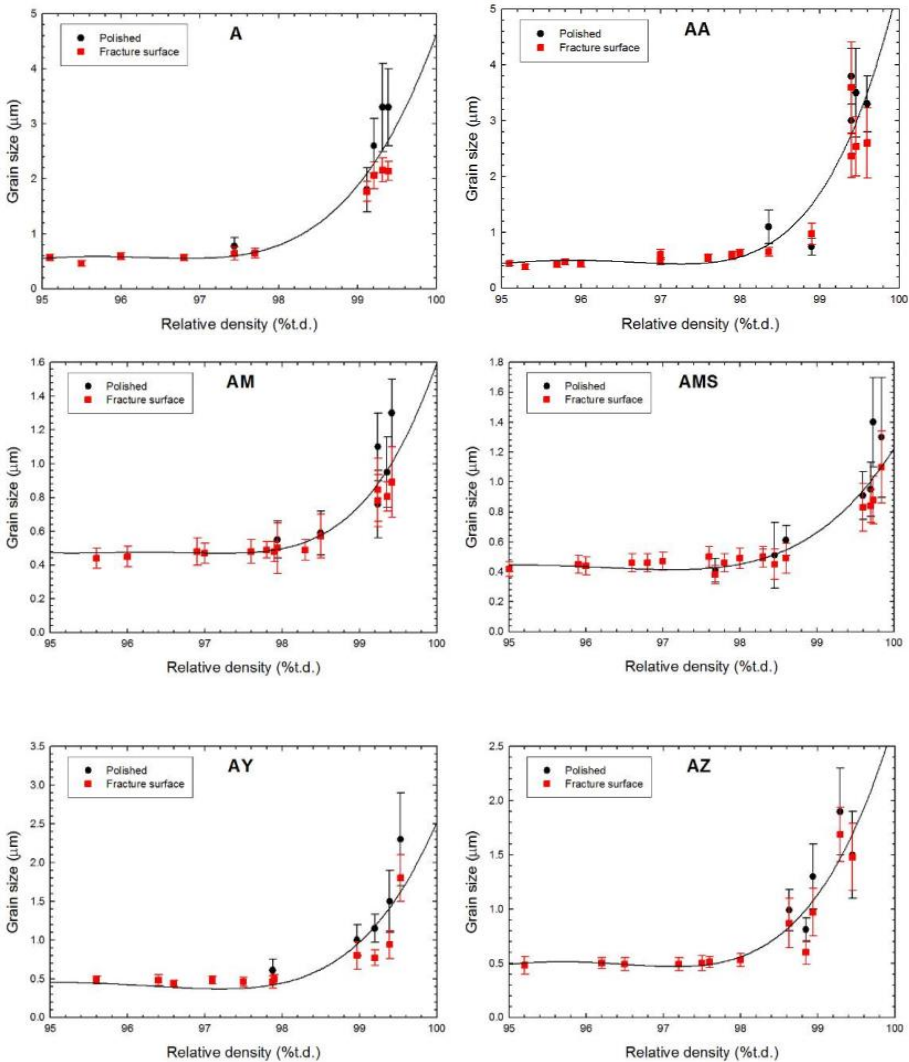 A
Polished
Fracture surface
Grain size (μm)
5
4
3
2
1
0
95 96 97 98 99 100
Relative density (%t.d.)
AA
Polished
Fracture surface
Grain size (μm)
5
4
3
2
1
0
95 96 97 98 99 100
Relative density (%t.d.)
AM
Polished
Fracture surface
Grain size (μm)
1.6
1.4
1.2
1.0
0.8
0.6
0.4
0.2
0.0
95 96 97 98 99 100
Relative density (%t.d.)
AMS
Polished
Fracture surface
Grain size (μm)
1.8
1.6
1.4
1.2
1.0
0.8
0.6
0.4
0.2
0.0
95 96 97 98 99 100
Relative density (%t.d.)
AY
Polished
Fracture surface
Grain size (μm)
3.5
3.0
2.5
2.0
1.5
1.0
0.5
0.0
95 96 97 98 99 100
Relative density (%t.d.)
AZ
Polished
Fracture surface
Grain size (μm)
2.5
2.0
1.5
1.0
0.5
0.0
95 96 97 98 99 100
Relative density (%t.d.)